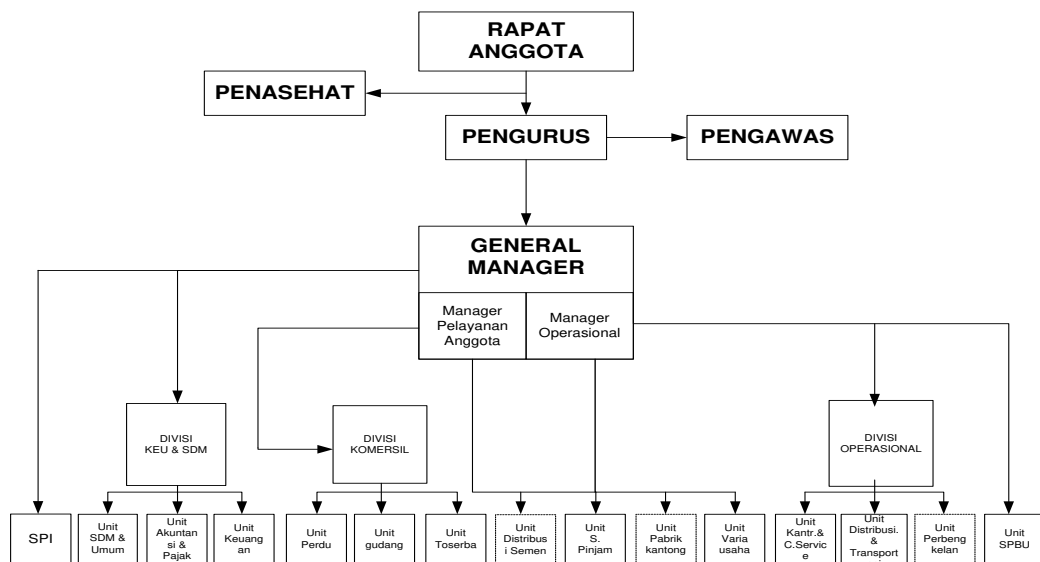 RAPAT
ANGGOTA
PENASEHAT
PENGURUS
PENGAWAS
GENERAL
MANAGER
Manager
Pelayanan
Anggota
Manager
Operasional
DIVISI
KEU & SDM
DIVISI
KOMERSIL
DIVISI
OPERASIONAL
SPI
Unit
SDM &
Umum
Unit
Akuntan
si &
Pajak
Unit
Keuang
an
Unit
Perdu
Unit
gudang
Unit
Toserba
Unit
Distribus
i Semen
Unit
S.
Pinjam
Unit
Pabrik
kantong
Unit
Varia
usaha
Unit
Kantr.&
C.Servic
e
Unit
Distribusi.
&
Transport
Unit
Perbeng
kelan
Unit
SPBU